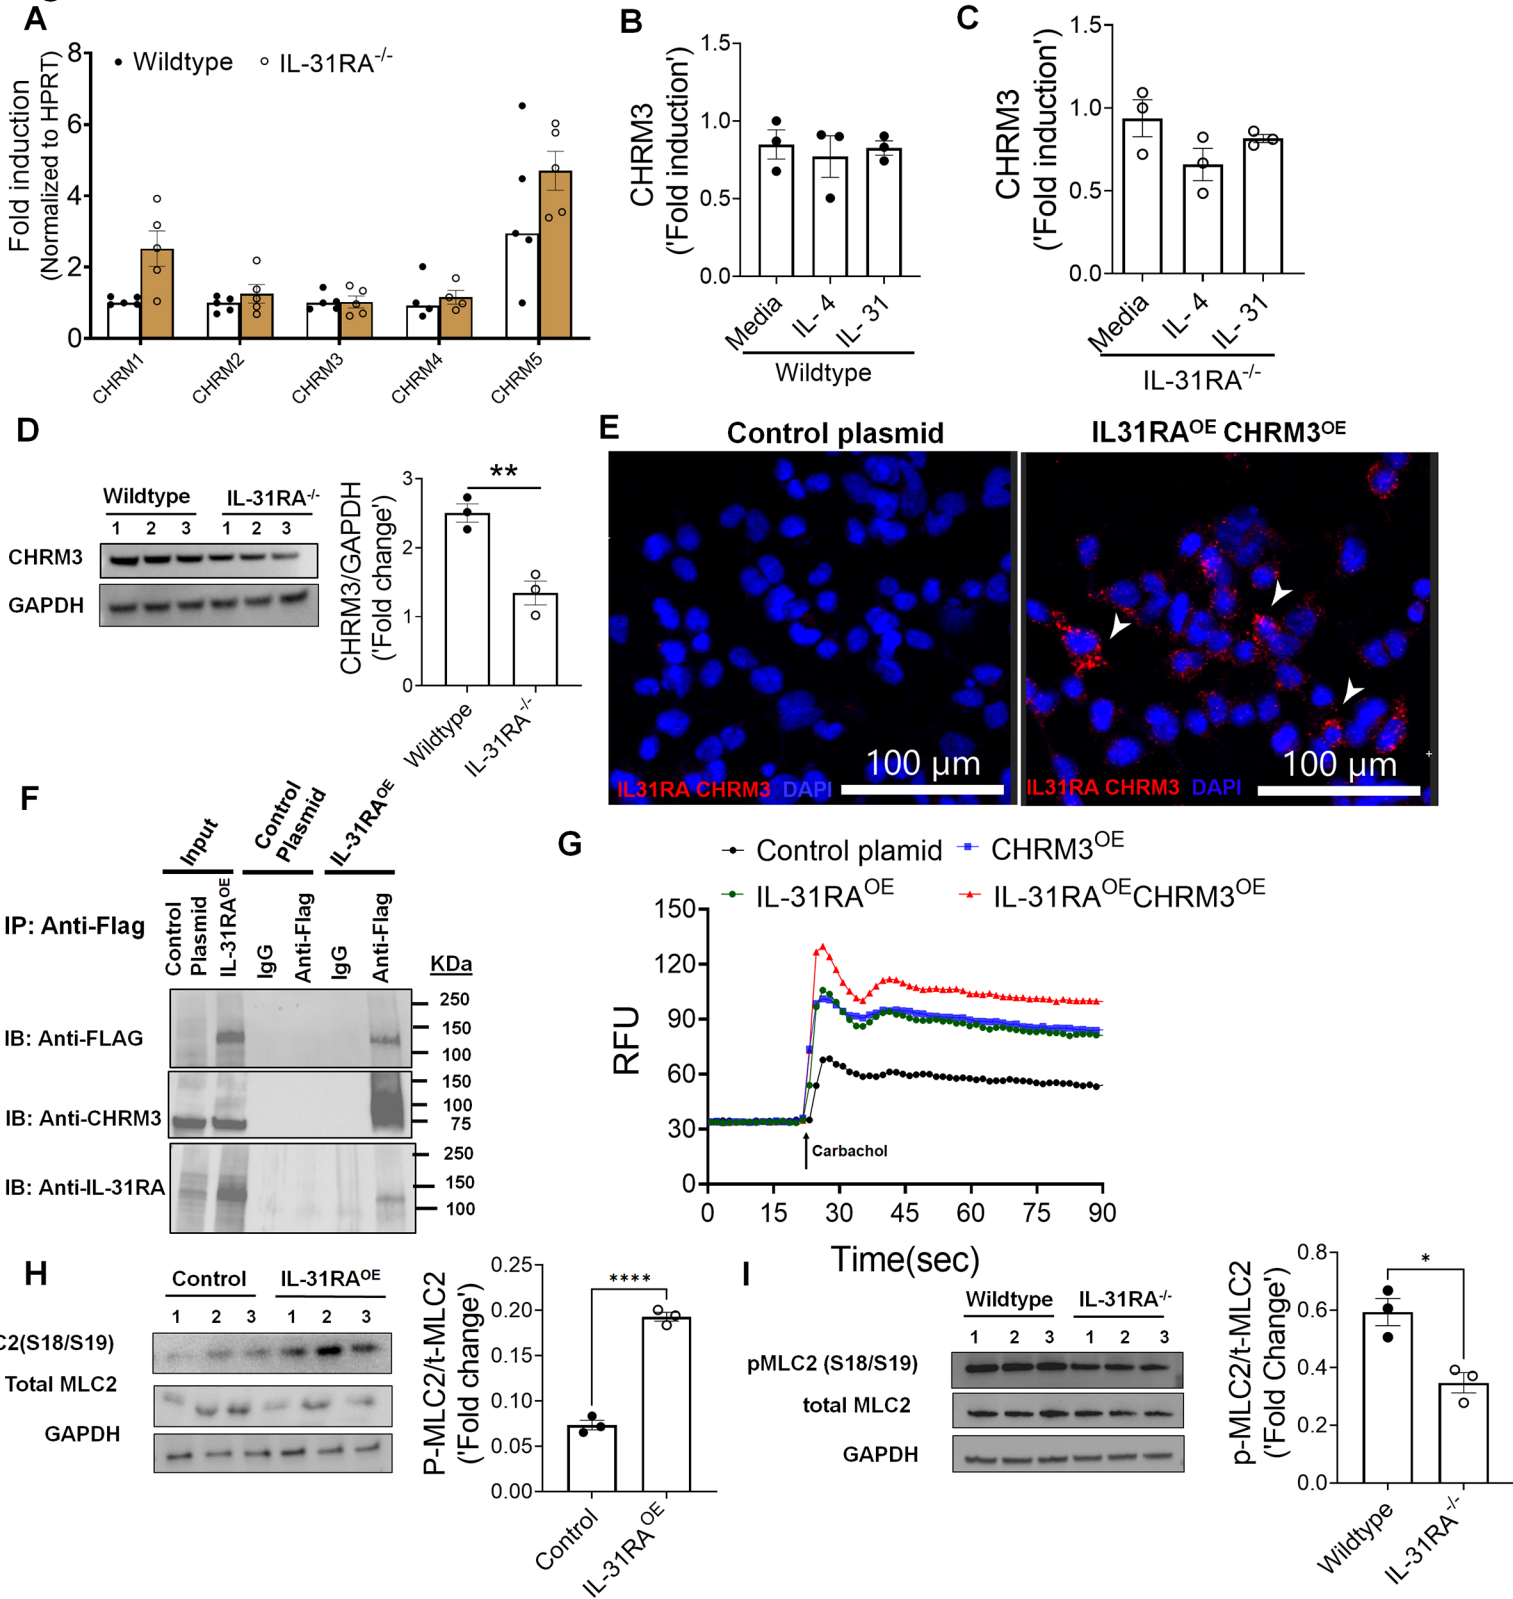 A
Wildtype
IL-31RA-/-
Fold induction
(Normalized to HPRT)
8
6
4
2
0
CHRM1
CHRM2
CHRM3
CHRM4
CHRM5
B
CHRM3
('Fold induction')
1.5
1.0
0.5
0.0
Media
IL- 4
IL- 31
Wildtype
C
CHRM3
('Fold induction')
1.5
1.0
0.5
0.0
Media
IL- 4
IL- 31
IL-31RA-/-
D
Wildtype
IL-31RA-/-
1 2 3 1 2 3
CHRM3
GAPDH
CHRM3/GAPDH
('Fold change')
3
2
1
0
**
Wildtype
IL-31RA-/-
E
Control plasmid
IL31RAOE CHRM3OE
100 µm
IL31RA CHRM3 DAPI
100 µm
IL31RA CHRM3 DAPI
F
Input
Control
Plasmid
IL-31RAOE
IP: Anti-Flag
Control
Plasmid
IL-31RAOE
IgG
Anti-Flag
IgG
Anti-Flag
KDa
IB: Anti-FLAG
250
150
100
IB: Anti-CHRM3
150
100
75
IB: Anti-IL-31RA
250
150
100
G
Control plamid
CHRM3OE
IL-31RAOE
IL-31RAOECHRM3OE
RFU
150
120
90
60
30
0
Carbachol
0 15 30 45 60 75 90
Time(sec)
H
Control
IL-31RAOE
1 2 3 1 2 3
C2(S18/S19)
Total MLC2
GAPDH
P-MLC2/t-MLC2
('Fold change')
0.25
0.20
0.15
0.10
0.05
0.00
****
Control
IL-31RAOE
I
Wildtype
IL-31RA-/-
1 2 3 1 2 3
pMLC2 (S18/S19)
total MLC2
GAPDH
p-MLC2/t-MLC2
('Fold Change')
0.8
0.6
0.4
0.2
0.0
*
Wildtype
IL-31RA-/-